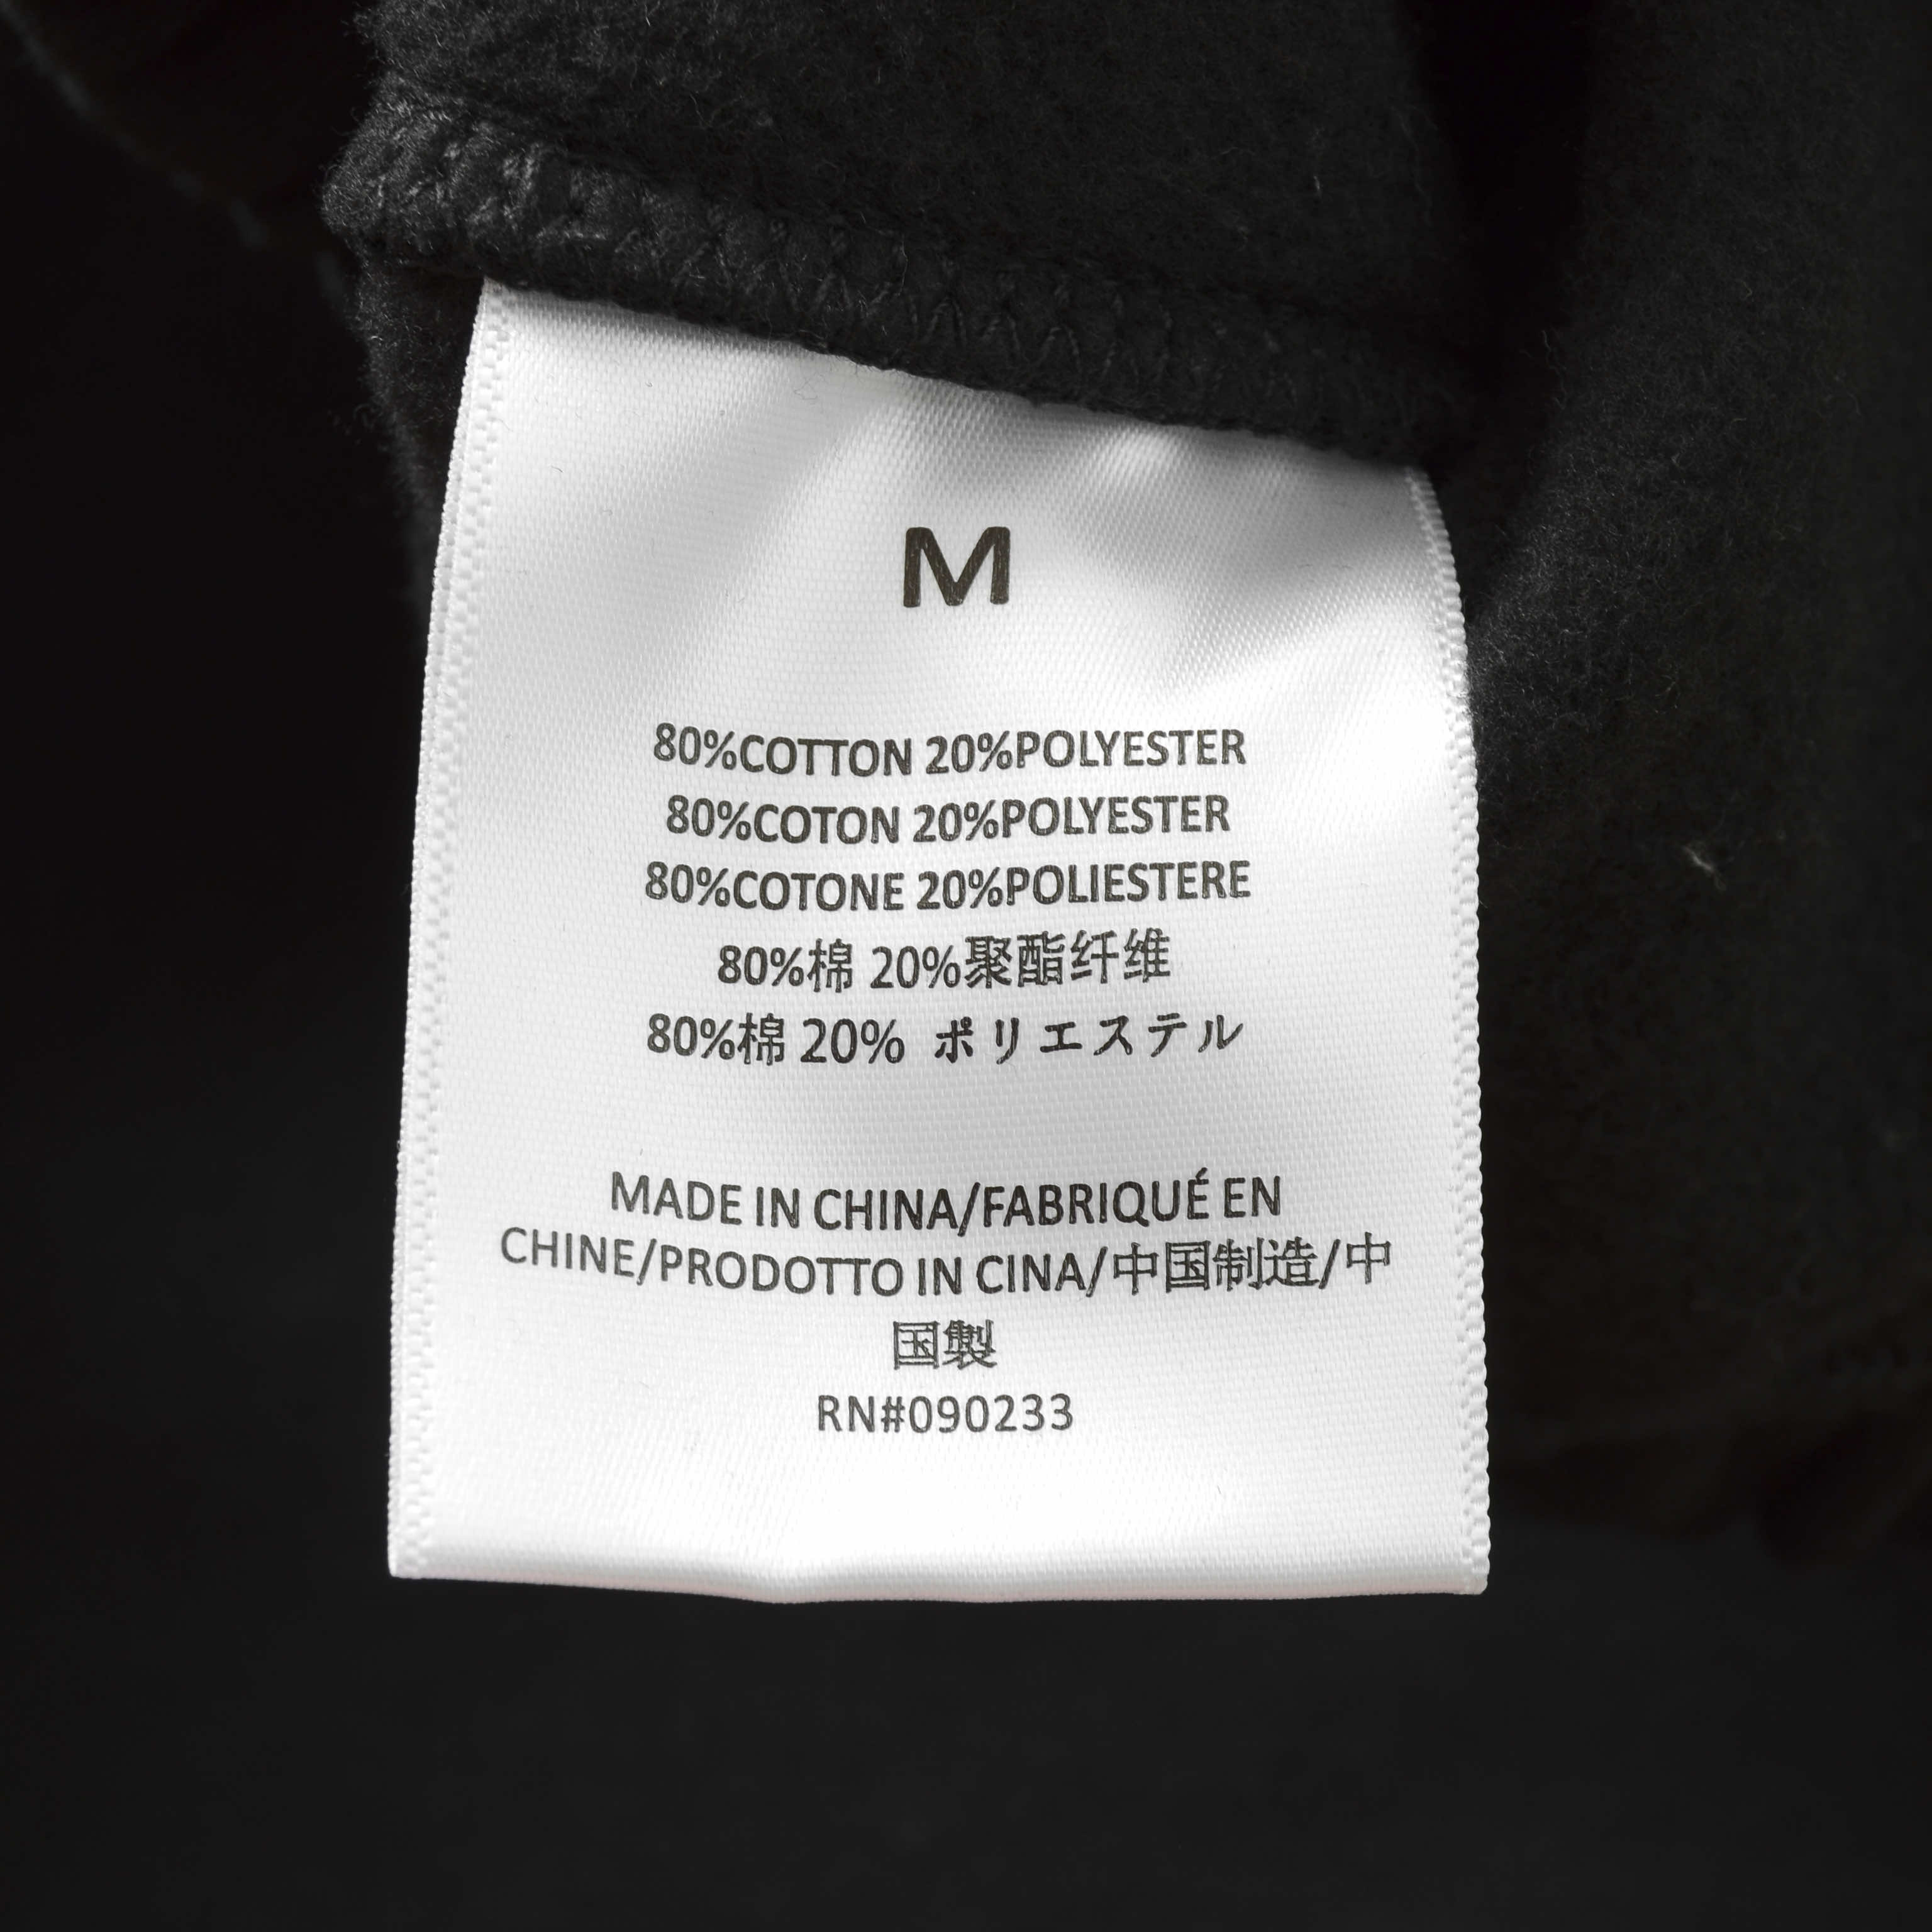 M
80%COTTON 20%POLYESTER
80%COTON 20%POLYESTER
80%COTONE 20%POLIESTERE
80%棉 20%聚酯纤维
80%棉 20% ポリエステル
MADE IN CHINA/FABRIQUÉ EN
CHINE/PRODOTTO IN CINA/中国制造/中
国製
RN#090233